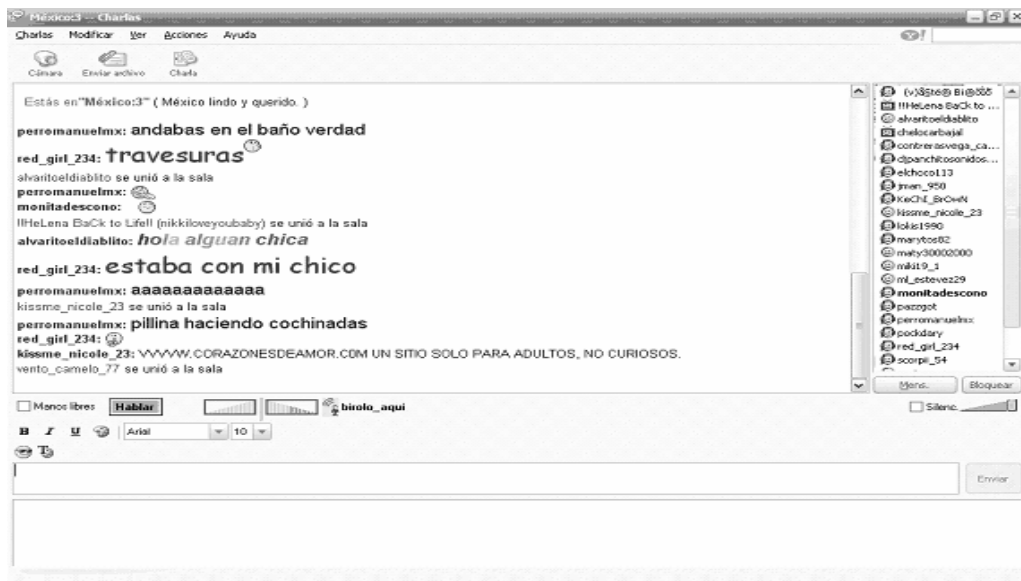 México:3 -- Charlas
Charlas Modificar Ver Acciones Ayuda
Cámara Enviar archivo Charla
Estás en "México:3" ( México lindo y querido. )
perromanuelmx: andabas en el baño verdad
red_girl_234: travesuras
alvaritoeldiablito se unió a la sala
perromanuelmx:
monitadescono:
!!!HeLena BaCk to Life!! (nikkiloveyoubaby) se unió a la sala
alvaritoeldiablito: hola alguan chica
red_girl_234: estaba con mi chico
perromanuelmx: aaaaaaaaaaaaa
kissme_nicole_23 se unió a la sala
perromanuelmx: pillina haciendo cochinadas
red_girl_234:
kissme_nicole_23: VVVVVV.CORAZONESDEAMOR.C0M UN SITIO SOLO PARA ADULTOS, NO CURIOSOS.
vento_camelo_77 se unió a la sala
!!!HeLena BaCk to ...
alvaritoeldiablito
chelocarbajal
contrerasvega_ca...
djpanchitosonidos...
elchoco113
jman_950
KeChI_BrOwN
kissme_nicole_23
lokis1990
marytos82
maty30002000
miki19_1
ml_estevez29
monitadescono
pazzgot
perromanuelmx
pockdary
red_girl_234
scorpii_54
Mens. Bloquear
Manos libres Hablar birolo_aqui Silenc.
B I U Arial 10
Enviar